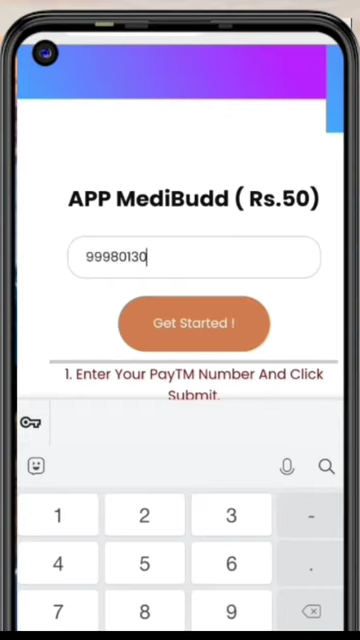 APP MediBudd ( Rs.50)
99980130
Get Started !
1. Enter Your PayTM Number And Click
Submit.
1 2 3 -
4 5 6 .
7 8 9